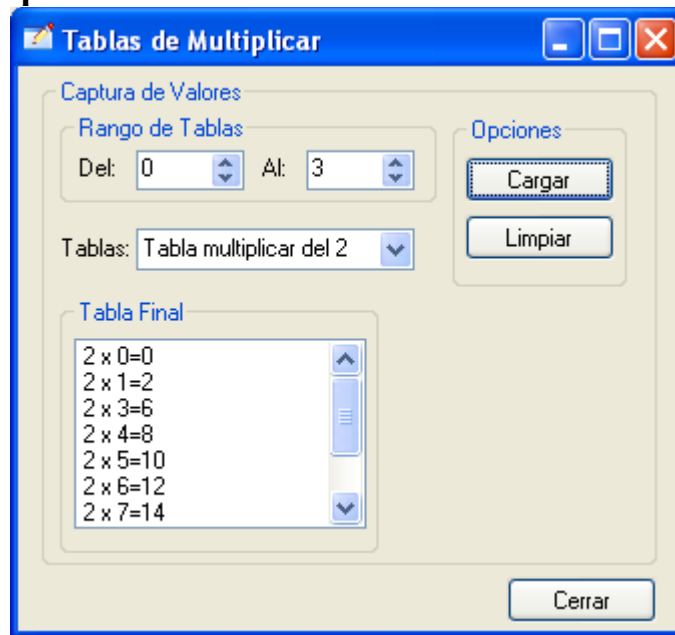 Tablas de Multiplicar
Captura de Valores
Rango de Tablas
Opciones
Del: 0 Al: 3
Cargar
Tablas: Tabla multiplicar del 2
Limpiar
Tabla Final
2 x 0=0
2 x 1=2
2 x 3=6
2 x 4=8
2 x 5=10
2 x 6=12
2 x 7=14
Cerrar